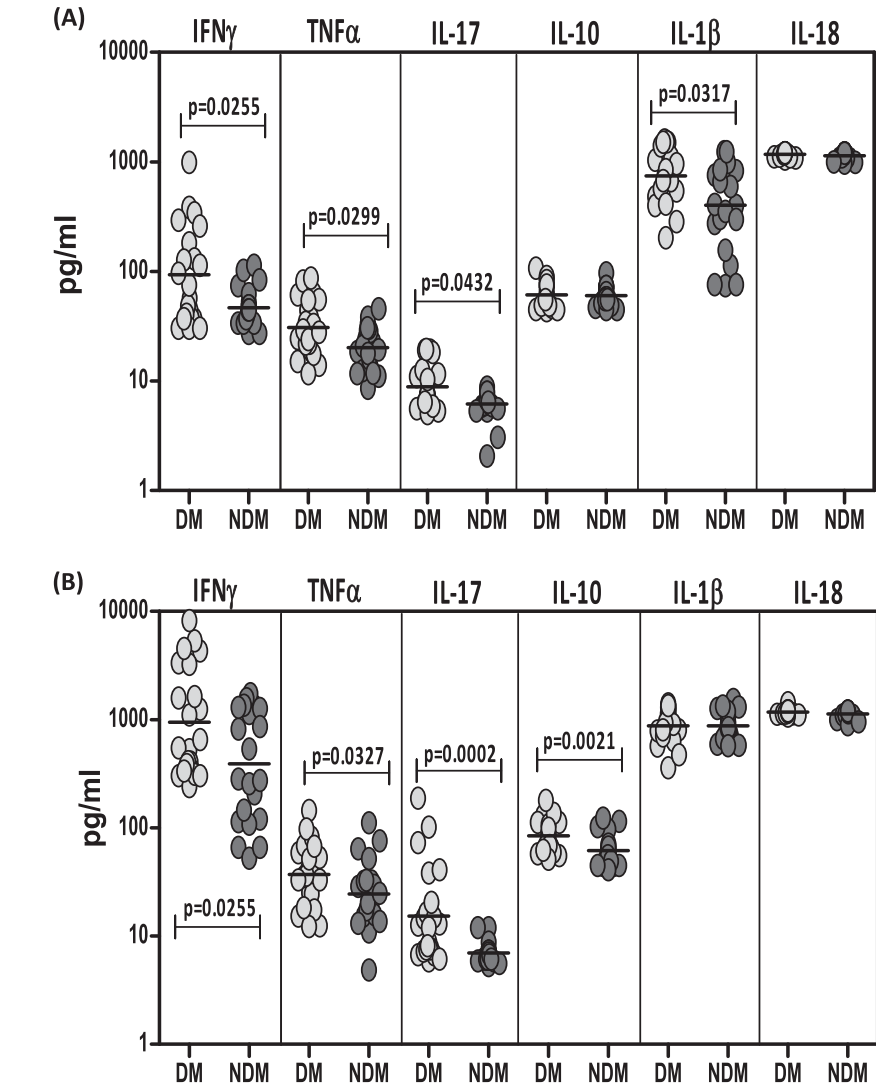 (A)
IFNγ TNFα IL-17 IL-10 IL-1β IL-18
10000
p=0.0255 p=0.0317
1000
p=0.0299
p=0.0432
100
10
1
pg/ml
DM NDM DM NDM DM NDM DM NDM DM NDM DM NDM
(B)
IFNγ TNFα IL-17 IL-10 IL-1β IL-18
10000
1000
p=0.0327 p=0.0002 p=0.0021
100
p=0.0255
10
1
pg/ml
DM NDM DM NDM DM NDM DM NDM DM NDM DM NDM